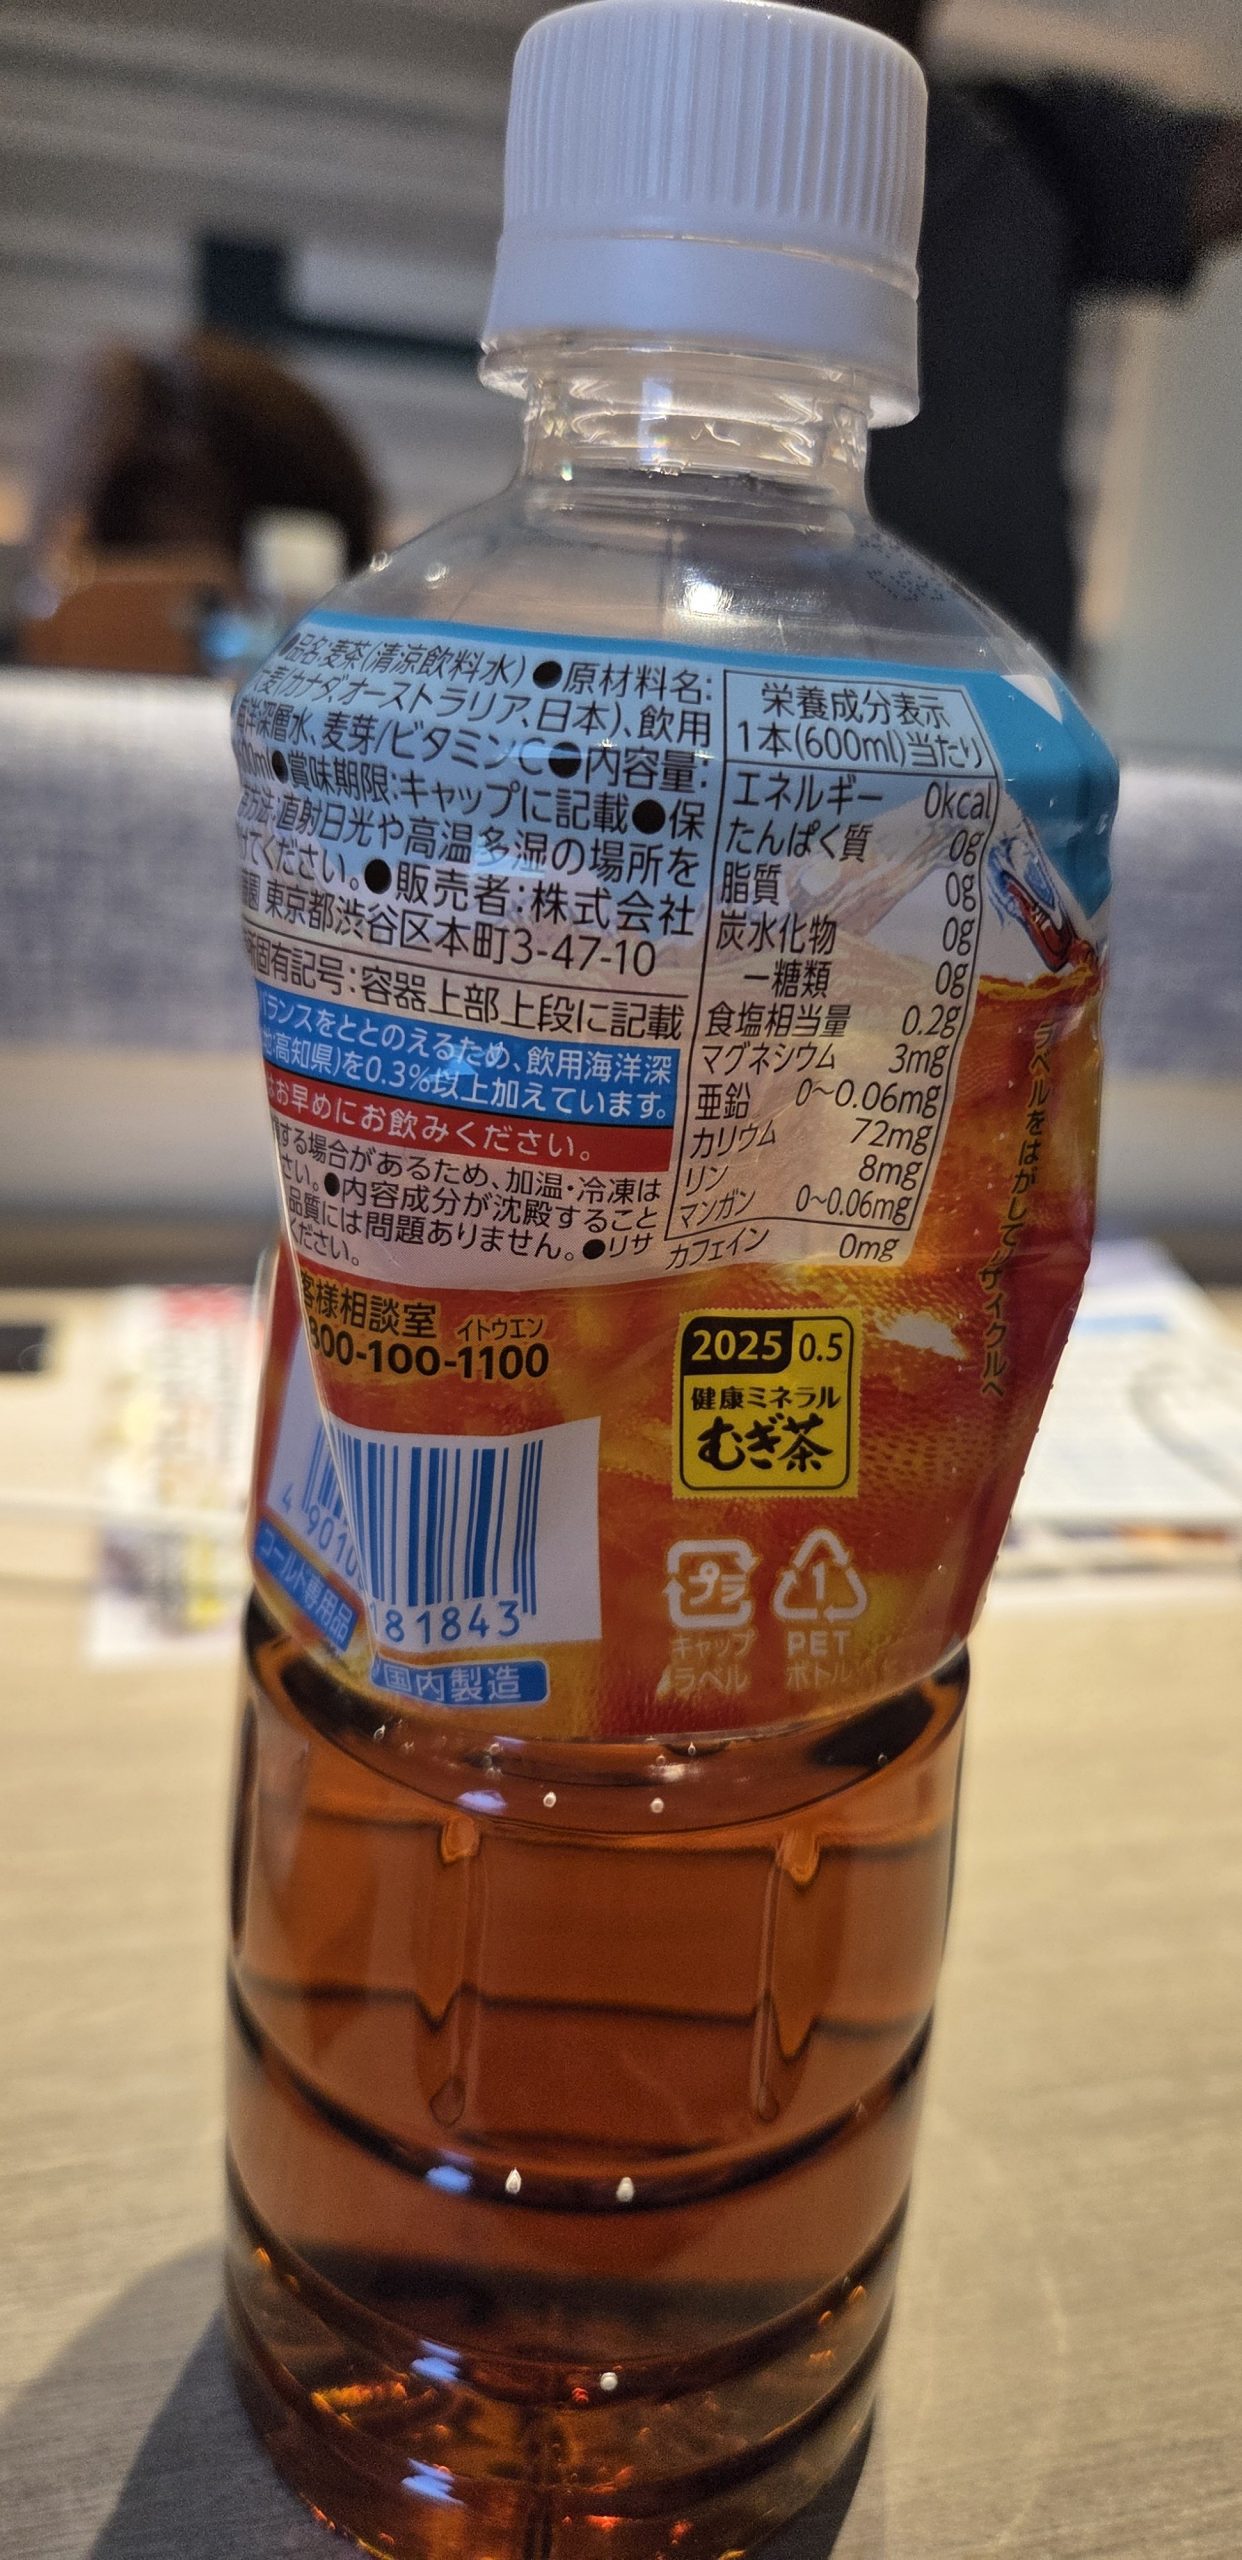 ●品名:麦茶(清涼飲料水) ●原材料名:
大麦(カナダ、オーストラリア、日本)、飲用
海洋深層水、麦芽/ビタミンC●内容量:
600ml●賞味期限:キャップに記載●保
存方法:直射日光や高温多湿の場所を
けてください。●販売者:株式会社
藤園 東京都渋谷区本町3-47-10
所固有記号:容器上部上段に記載
バランスをととのえるため、飲用海洋深
(高知県)を0.3%以上加えています。
はお早めにお飲みください。
する場合があるため、加温・冷凍は
さい。●内容成分が沈殿すること
品質には問題ありません。●リサ
ください。
栄養成分表示
1本(600ml)当たり
エネルギー 0kcal
たんぱく質 0g
脂質 0g
炭水化物 0g
ー糖類 0g
食塩相当量 0.2g
マグネシウム 3mg
亜鉛 0〜0.06mg
カリウム 72mg
リン 8mg
マンガン 0〜0.06mg
カフェイン 0mg
ラベルをはがしてリサイクルへ
客様相談室
800-100-1100 イトウエン
2025 0.5
健康ミネラル
むぎ茶
4 90108 181843
コールド専用品
国内製造
プラ
キャップ
ラベル
1
PET
ボトル